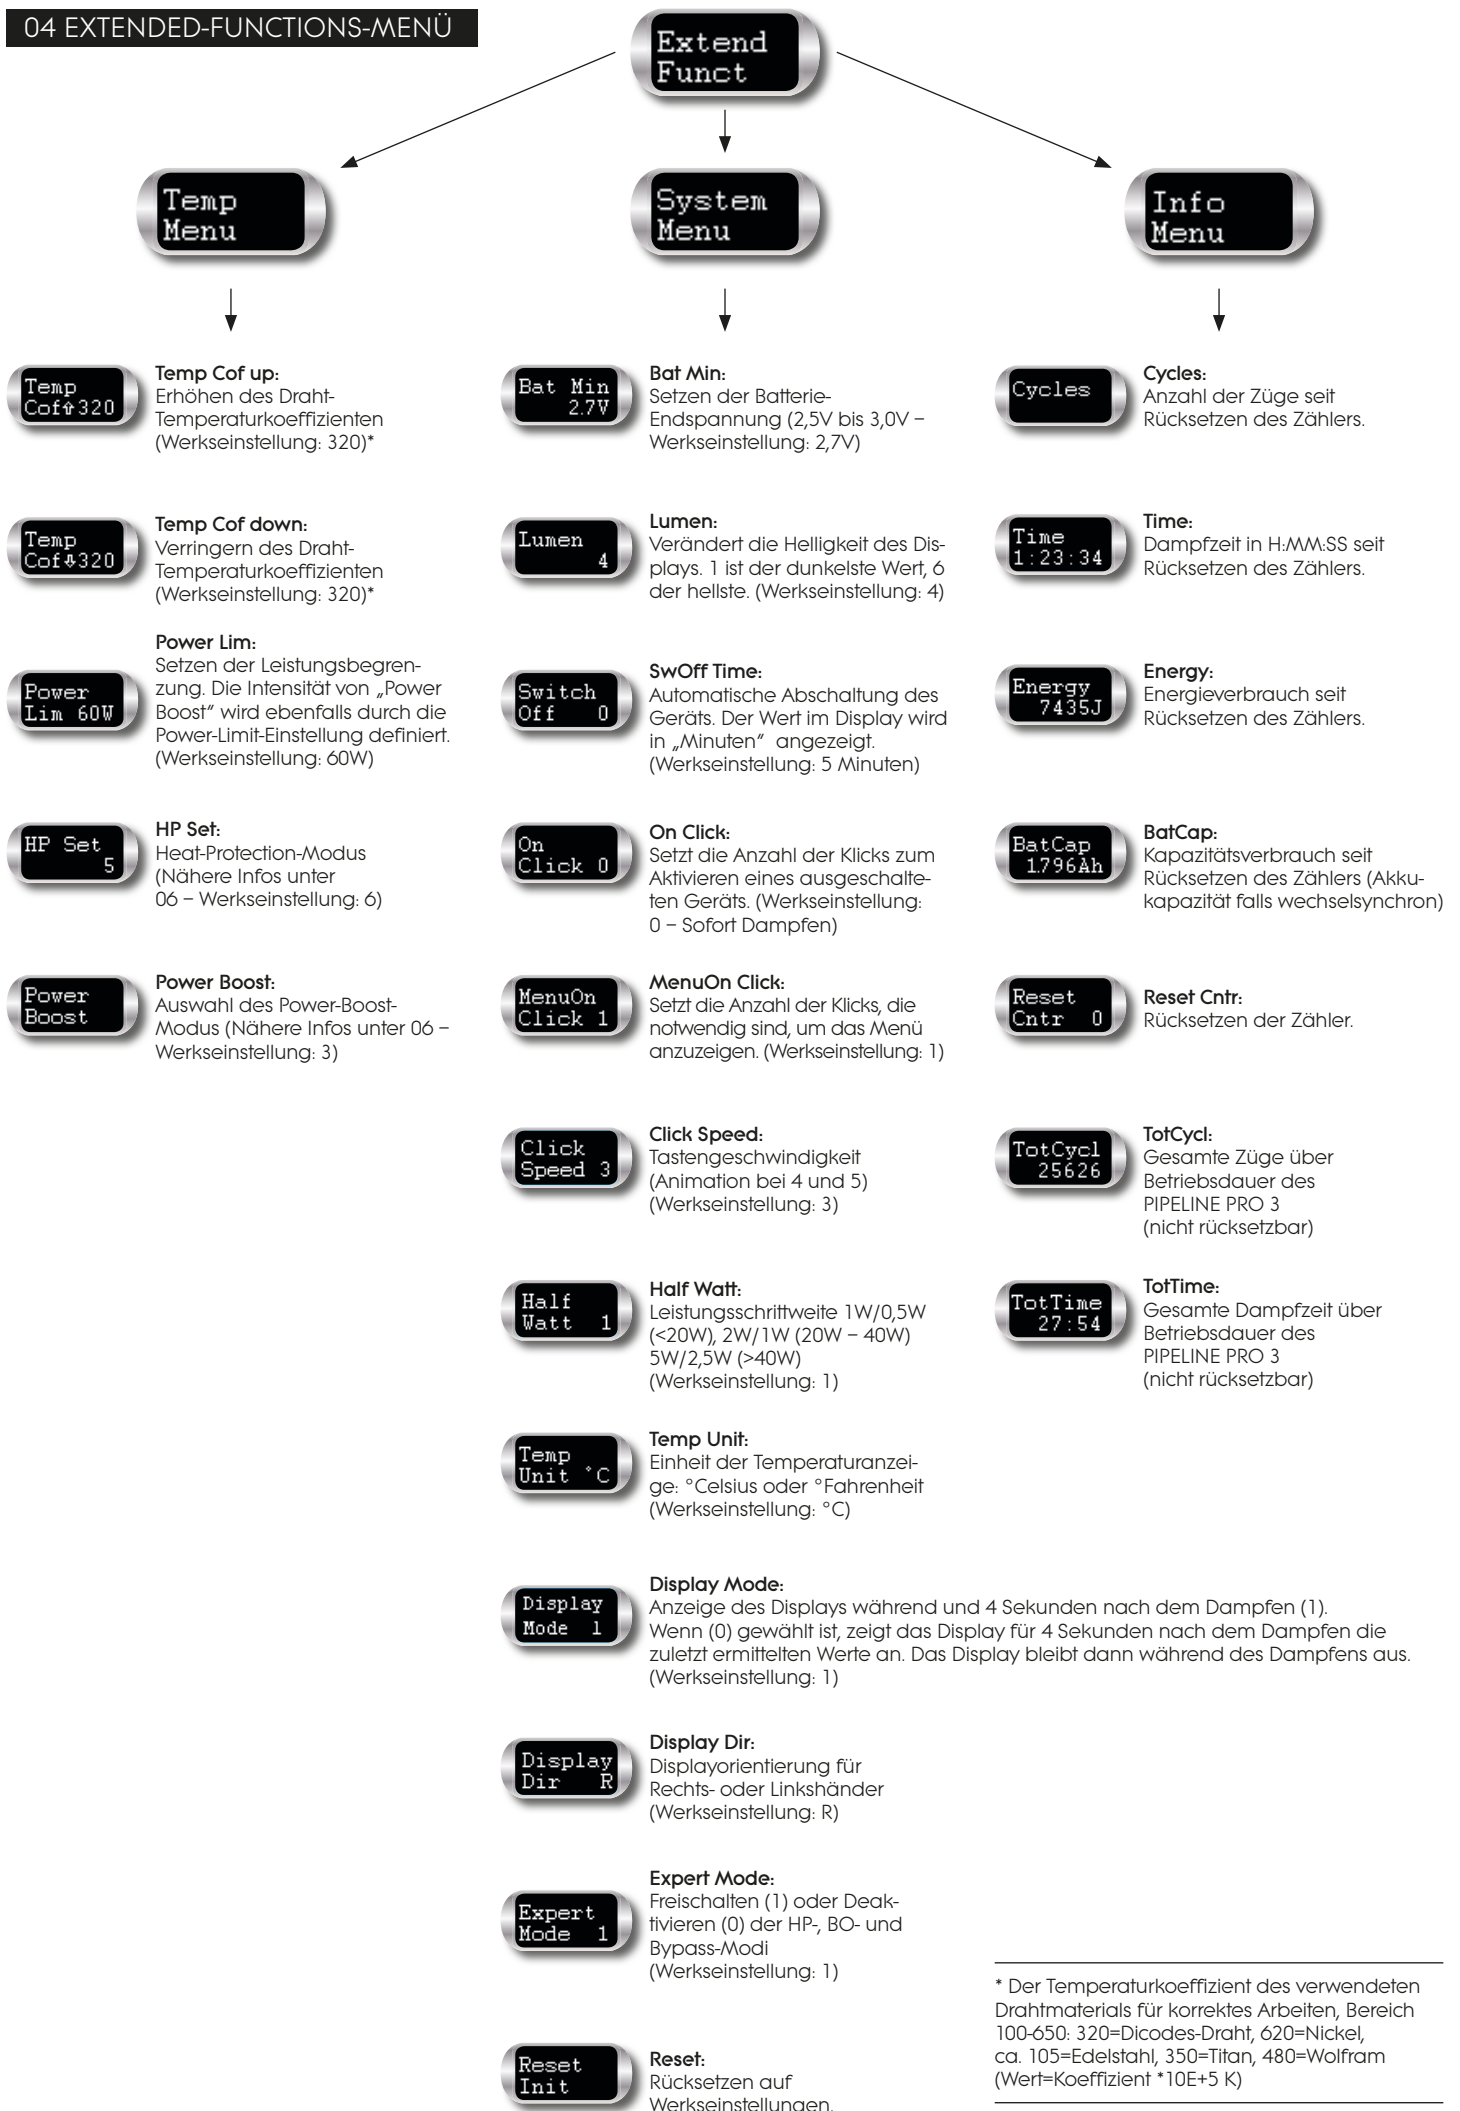 04 EXTENDED-FUNCTIONS-MENÜ
Extend
Funct
Temp
Menu
System
Menu
Info
Menu
Temp
Cof⇧320
Temp Cof up:
Erhöhen des Draht-
Temperaturkoeffizienten
(Werkseinstellung: 320)*
Temp
Cof⇩320
Temp Cof down:
Verringern des Draht-
Temperaturkoeffizienten
(Werkseinstellung: 320)*
Power
Lim 60W
Power Lim:
Setzen der Leistungsbegren-
zung. Die Intensität von „Power
Boost" wird ebenfalls durch die
Power-Limit-Einstellung definiert.
(Werkseinstellung: 60W)
HP Set
5
HP Set:
Heat-Protection-Modus
(Nähere Infos unter
06 – Werkseinstellung: 6)
Power
Boost
Power Boost:
Auswahl des Power-Boost-
Modus (Nähere Infos unter 06 –
Werkseinstellung: 3)
Bat Min
2.7V
Bat Min:
Setzen der Batterie-
Endspannung (2,5V bis 3,0V –
Werkseinstellung: 2,7V)
Lumen
4
Lumen:
Verändert die Helligkeit des Dis-
plays. 1 ist der dunkelste Wert, 6
der hellste. (Werkseinstellung: 4)
Switch
Off 0
SwOff Time:
Automatische Abschaltung des
Geräts. Der Wert im Display wird
in „Minuten" angezeigt.
(Werkseinstellung: 5 Minuten)
On
Click 0
On Click:
Setzt die Anzahl der Klicks zum
Aktivieren eines ausgeschalte-
ten Geräts. (Werkseinstellung:
0 – Sofort Dampfen)
MenuOn
Click 1
MenuOn Click:
Setzt die Anzahl der Klicks, die
notwendig sind, um das Menü
anzuzeigen. (Werkseinstellung: 1)
Click
Speed 3
Click Speed:
Tastengeschwindigkeit
(Animation bei 4 und 5)
(Werkseinstellung: 3)
Half
Watt 1
Half Watt:
Leistungsschrittweite 1W/0,5W
(<20W), 2W/1W (20W – 40W)
5W/2,5W (>40W)
(Werkseinstellung: 1)
Temp
Unit °C
Temp Unit:
Einheit der Temperaturanzei-
ge: °Celsius oder °Fahrenheit
(Werkseinstellung: °C)
Display
Mode 1
Display Mode:
Anzeige des Displays während und 4 Sekunden nach dem Dampfen (1).
Wenn (0) gewählt ist, zeigt das Display für 4 Sekunden nach dem Dampfen die
zuletzt ermittelten Werte an. Das Display bleibt dann während des Dampfens aus.
(Werkseinstellung: 1)
Display
Dir R
Display Dir:
Displayorientierung für
Rechts- oder Linkshänder
(Werkseinstellung: R)
Expert
Mode 1
Expert Mode:
Freischalten (1) oder Deak-
tivieren (0) der HP-, BO- und
Bypass-Modi
(Werkseinstellung: 1)
Reset
Init
Reset:
Rücksetzen auf
Werkseinstellungen.
Cycles
Cycles:
Anzahl der Züge seit
Rücksetzen des Zählers.
Time
1:23:34
Time:
Dampfzeit in H:MM:SS seit
Rücksetzen des Zählers.
Energy
7435J
Energy:
Energieverbrauch seit
Rücksetzen des Zählers.
BatCap
1.796Ah
BatCap:
Kapazitätsverbrauch seit
Rücksetzen des Zählers (Akku-
kapazität falls wechselsynchron)
Reset
Cntr 0
Reset Cntr:
Rücksetzen der Zähler.
TotCycl
25626
TotCycl:
Gesamte Züge über
Betriebsdauer des
PIPELINE PRO 3
(nicht rücksetzbar)
TotTime
27:54
TotTime:
Gesamte Dampfzeit über
Betriebsdauer des
PIPELINE PRO 3
(nicht rücksetzbar)
* Der Temperaturkoeffizient des verwendeten
Drahtmaterials für korrektes Arbeiten, Bereich
100-650: 320=Dicodes-Draht, 620=Nickel,
ca. 105=Edelstahl, 350=Titan, 480=Wolfram
(Wert=Koeffizient *10E+5 K)